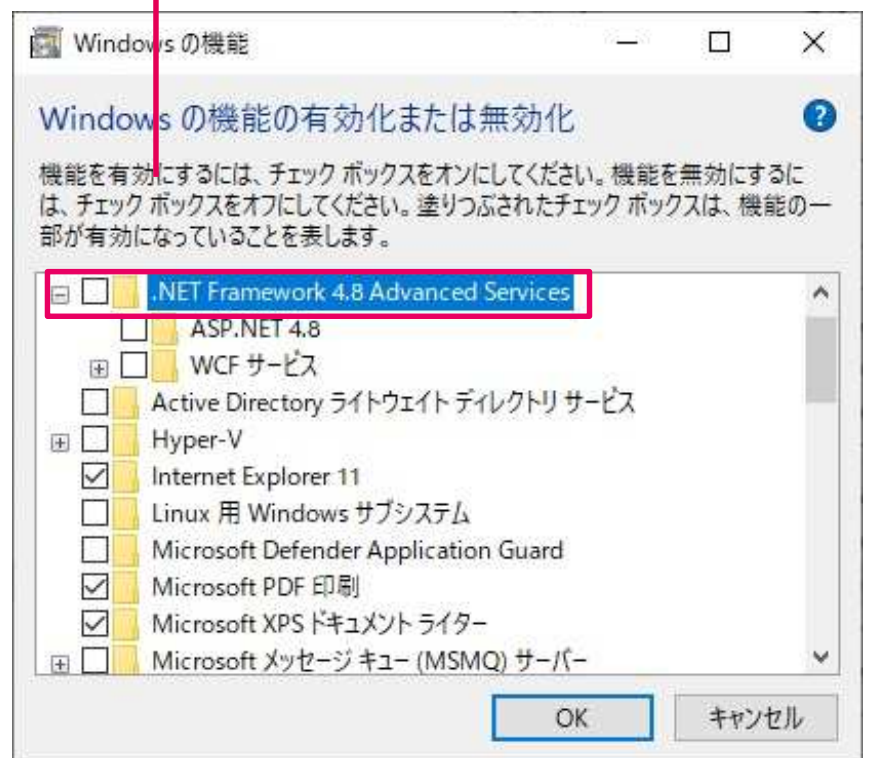 Windows の機能
Windows の機能の有効化または無効化
機能を有効にするには、チェック ボックスをオンにしてください。機能を無効にするに
は、チェック ボックスをオフにしてください。塗りつぶされたチェック ボックスは、機能の一
部が有効になっていることを表します。
.NET Framework 4.8 Advanced Services
ASP.NET 4.8
WCF サービス
Active Directory ライトウェイト ディレクトリ サービス
Hyper-V
Internet Explorer 11
Linux 用 Windows サブシステム
Microsoft Defender Application Guard
Microsoft PDF 印刷
Microsoft XPS ドキュメント ライター
Microsoft メッセージ キュー (MSMQ) サーバー
OK
キャンセル